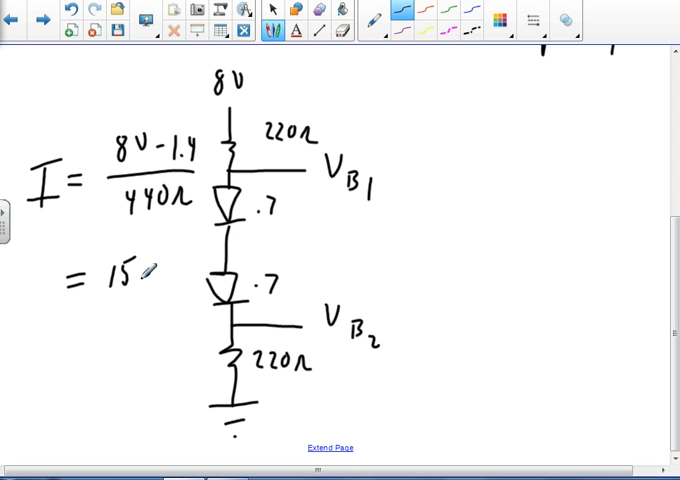 8V
220Ω
8V - 1.4
I =
440Ω
VB1
.7
= 15
.7
VB2
220Ω
Extend Page